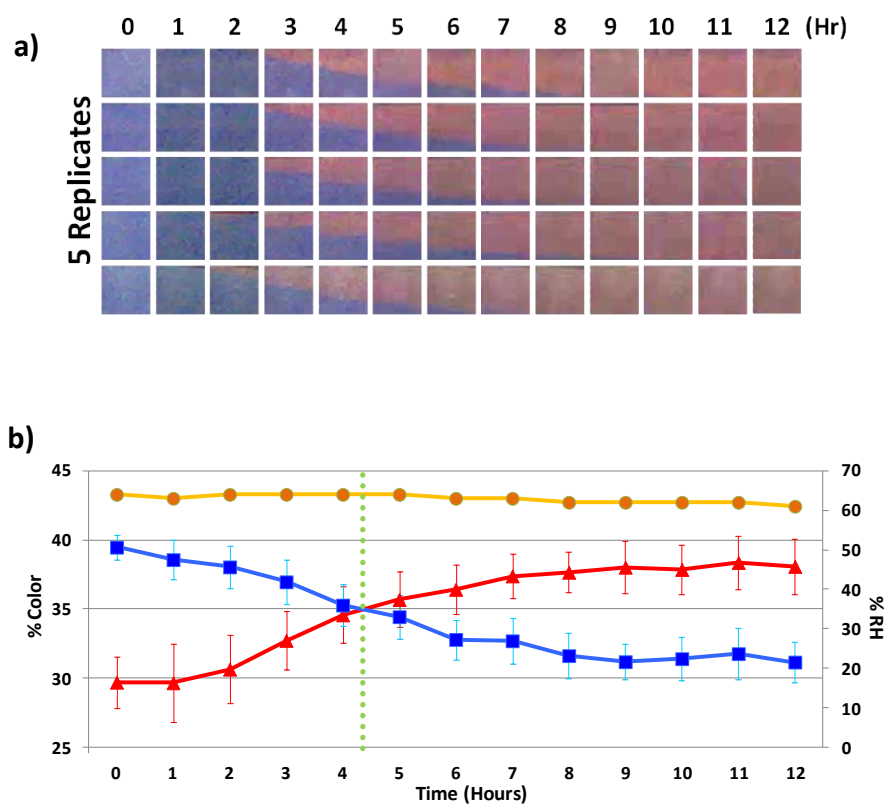 0 1 2 3 4 5 6 7 8 9 10 11 12 (Hr)
a)
5 Replicates
b)
45 70
60
40 50
% Color 35 40 % RH
30
30 20
10
25 0
0 1 2 3 4 5 6 7 8 9 10 11 12
Time (Hours)